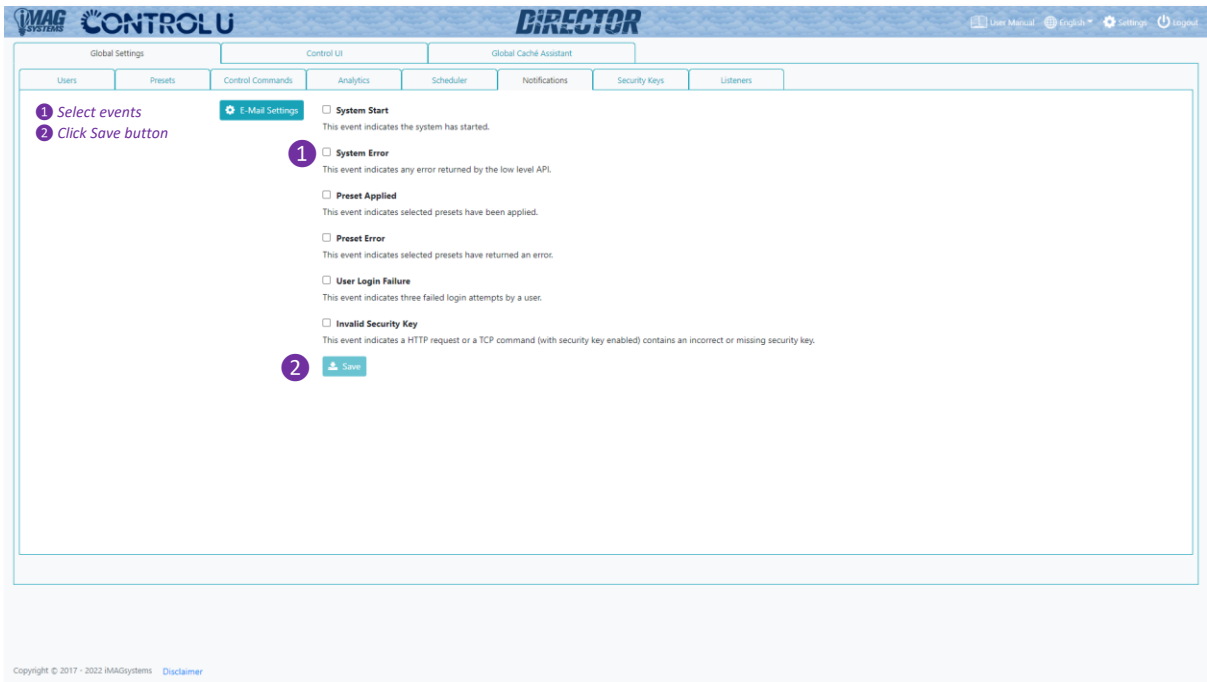 iMAG SYSTEMS CONTROL U DiRECTOR User Manual English Settings Logout
Global Settings Control UI Global Caché Assistant
Users Presets Control Commands Analytics Scheduler Notifications Security Keys Listeners
1 Select events
2 Click Save button
E-Mail Settings
System Start
This event indicates the system has started.
1 System Error
This event indicates any error returned by the low level API.
Preset Applied
This event indicates selected presets have been applied.
Preset Error
This event indicates selected presets have returned an error.
User Login Failure
This event indicates three failed login attempts by a user.
Invalid Security Key
This event indicates a HTTP request or a TCP command (with security key enabled) contains an incorrect or missing security key.
2 Save
Copyright © 2017 - 2022 iMAGsystems Disclaimer